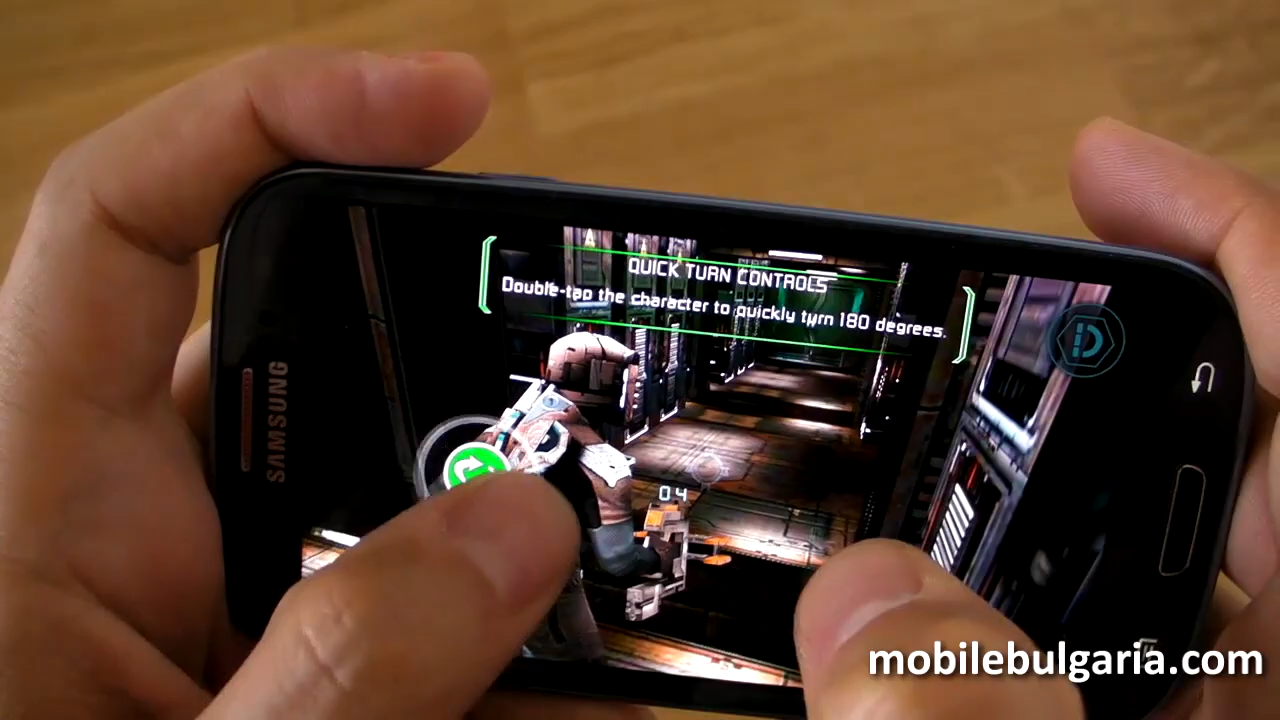 QUICK TURN CONTROLS
Double-tap the character to quickly turn 180 degrees.
SAMSUNG
04
mobilebulgaria.com